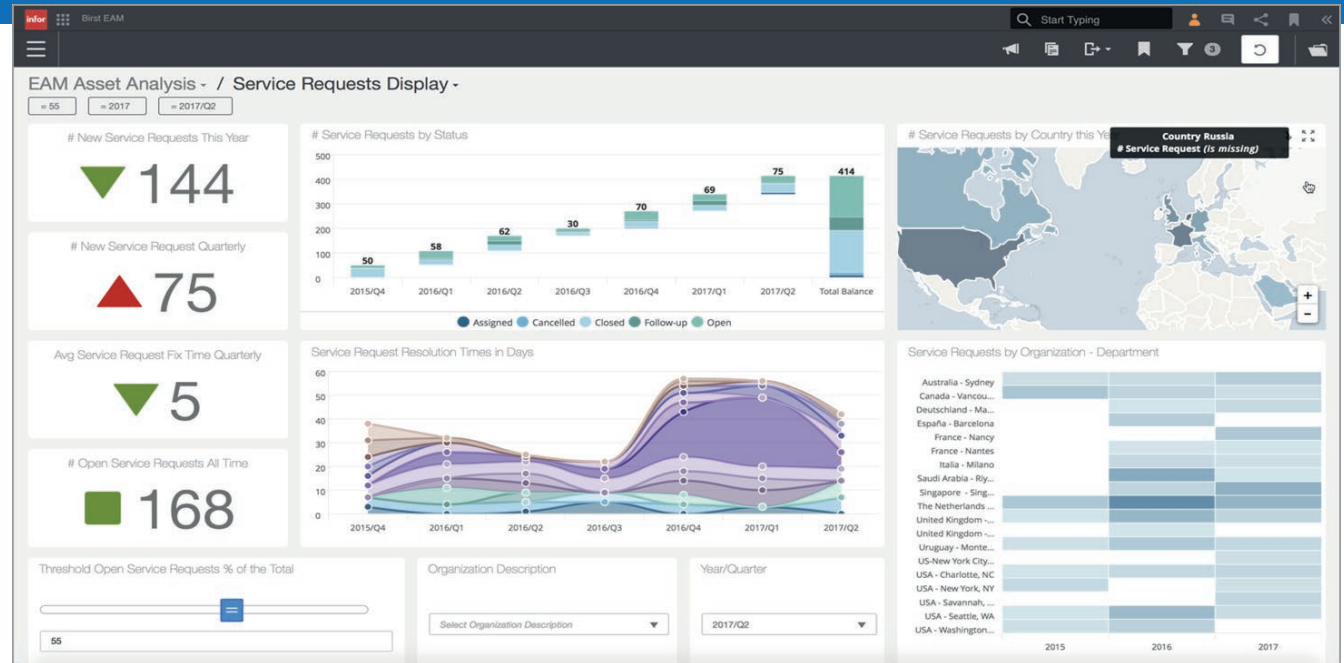 infor
Birst EAM
Start Typing
3
EAM Asset Analysis / Service Requests Display
= 55
= 2017
= 2017/Q2
# New Service Requests This Year
144
# New Service Request Quarterly
75
Avg Service Request Fix Time Quarterly
5
# Open Service Requests All Time
168
# Service Requests by Status
500
400
300
200
100
0
50
58
62
30
70
69
75
414
2015/Q4
2016/Q1
2016/Q2
2016/Q3
2016/Q4
2017/Q1
2017/Q2
Total Balance
Assigned
Cancelled
Closed
Follow-up
Open
# Service Requests by Country this Ye
Country Russia
# Service Request (is missing)
+
−
Service Request Resolution Times in Days
60
50
40
30
20
10
0
2015/Q4
2016/Q1
2016/Q2
2016/Q3
2016/Q4
2017/Q1
2017/Q2
Service Requests by Organization - Department
Australia - Sydney
Canada - Vancou...
Deutschland - Ma...
España - Barcelona
France - Nancy
France - Nantes
Italia - Milano
Saudi Arabia - Riy...
Singapore - Sing...
The Netherlands ...
United Kingdom -...
United Kingdom -...
Uruguay - Monte...
US-New York City...
USA - Charlotte, NC
USA - New York, NY
USA - Savannah, ...
USA - Seattle, WA
USA - Washington...
2015
2016
2017
Threshold Open Service Requests % of the Total
=
55
Organization Description
Select Organization Description
Year/Quarter
2017/Q2